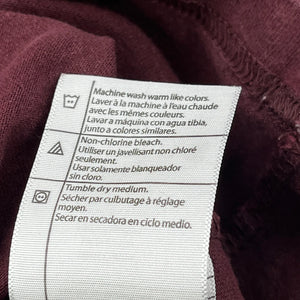 Machine wash warm like colors.
Laver à la machine à l'eau chaude
avec les mêmes couleurs.
Lavar a máquina con agua tibia,
junto a colores similares.
Non-chlorine bleach.
Utiliser un javellisant non chloré
seulement.
Usar solamente blanqueador
sin cloro.
Tumble dry medium.
Sécher par culbutage à réglage
moyen.
Secar en secadora en ciclo medio.